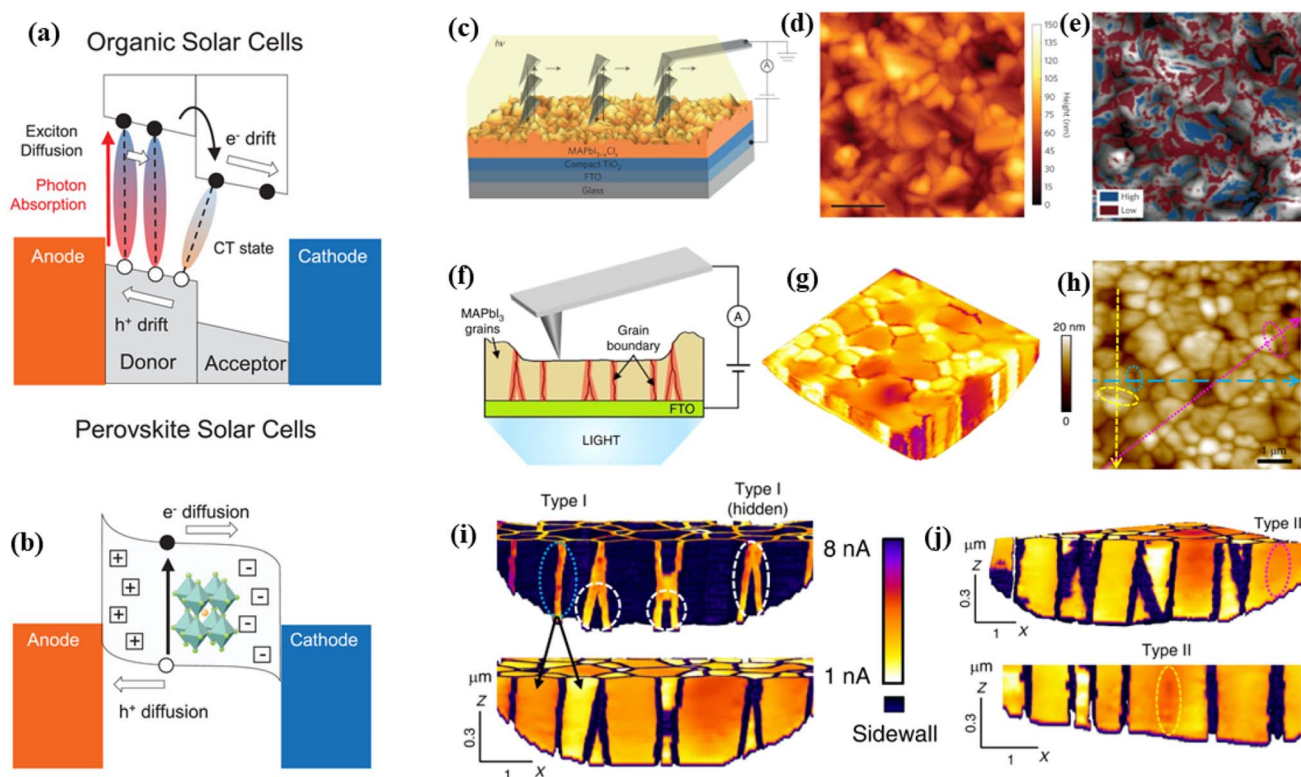 (a)
Organic Solar Cells
Exciton
Diffusion
Photon
Absorption
e- drift
CT state
Anode
Cathode
h+ drift
Donor
Acceptor
Perovskite Solar Cells
(b)
e- diffusion
Anode
Cathode
h+ diffusion
(c)
hν
A
MAPbI3-xClx
Compact TiO2
FTO
Glass
(d)
150
135
120
105
90
75
60
45
30
15
0
Height (nm)
(e)
High
Low
(f)
MAPbI3
grains
Grain
boundary
A
FTO
LIGHT
(g)
(h)
20 nm
0
1 μm
(i)
Type I
Type I
(hidden)
8 nA
1 nA
Sidewall
μm
Z
0.3
1
X
(j)
Type II
μm
Z
0.3
1
X
Type II
μm
Z
0.3
1
X